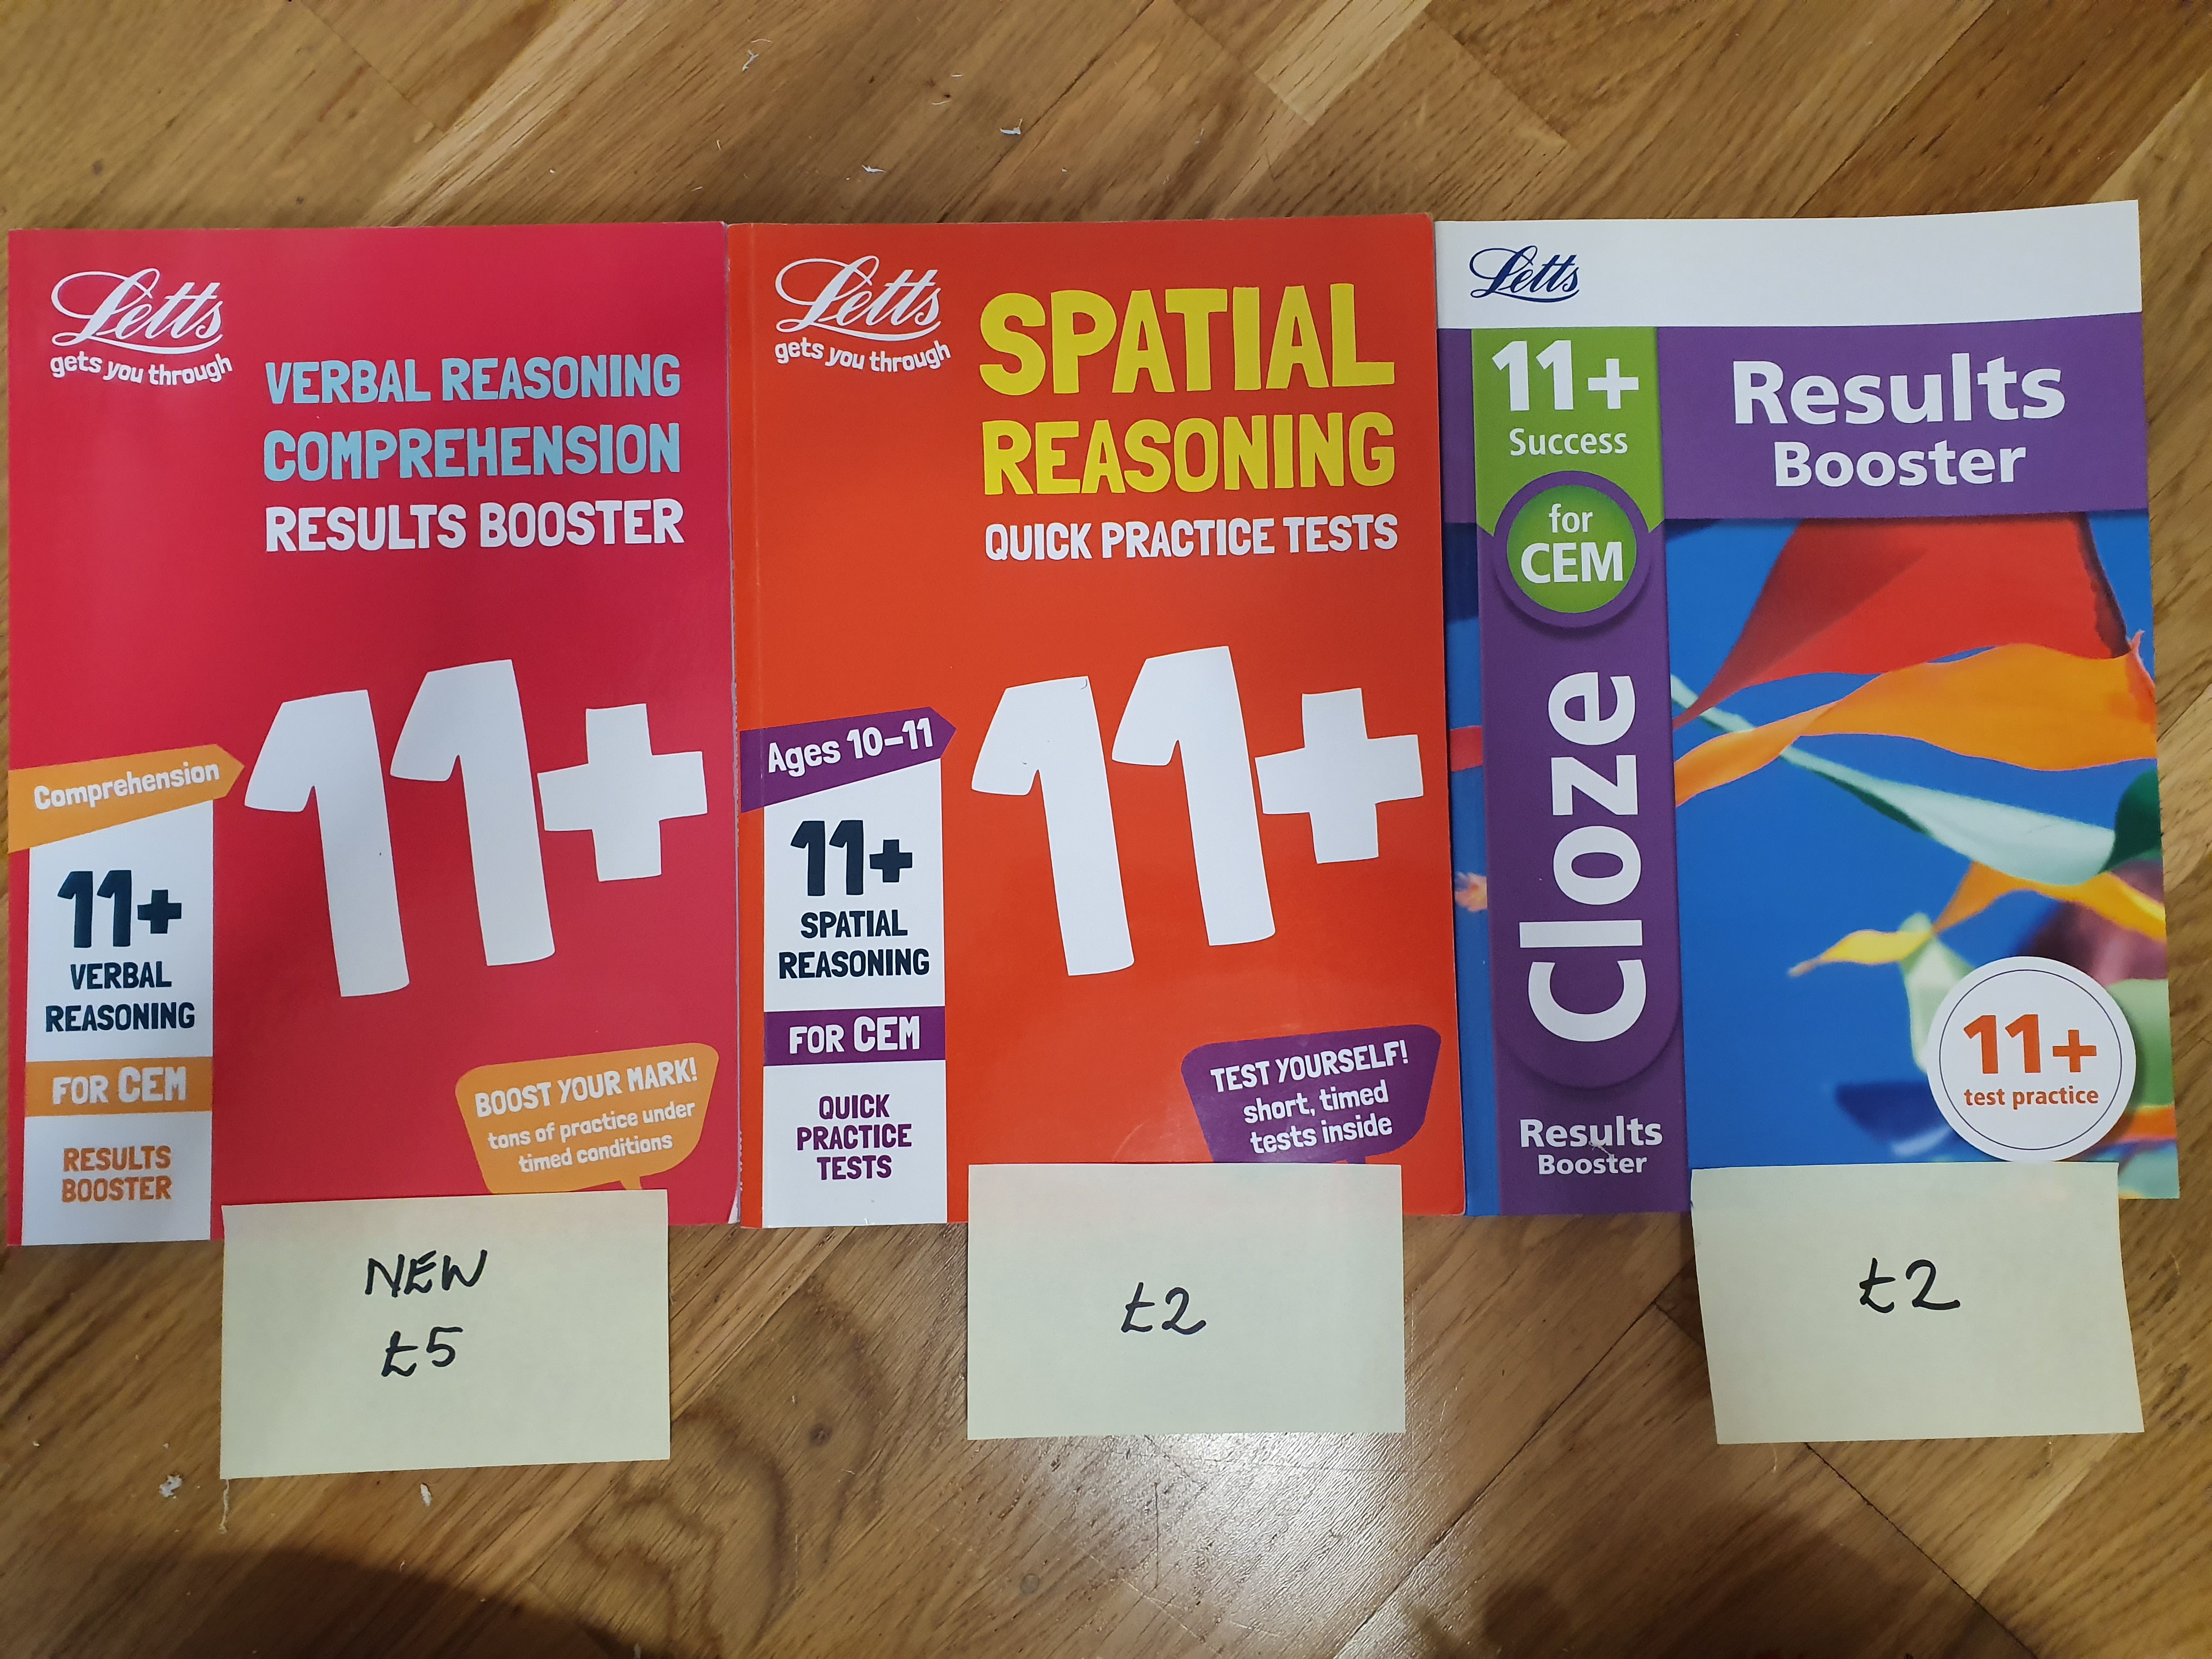 Letts
gets you through
VERBAL REASONING
COMPREHENSION
RESULTS BOOSTER
Comprehension
11+
VERBAL
REASONING
FOR CEM
RESULTS
BOOSTER
11+
BOOST YOUR MARK!
tons of practice under
timed conditions
NEW
£5
Letts
gets you through
SPATIAL
REASONING
QUICK PRACTICE TESTS
Ages 10-11
11+
SPATIAL
REASONING
FOR CEM
QUICK
PRACTICE
TESTS
11+
TEST YOURSELF!
short, timed
tests inside
£2
Letts
11+
Success
for
CEM
Cloze
Results
Booster
Results
Booster
11+
test practice
£2